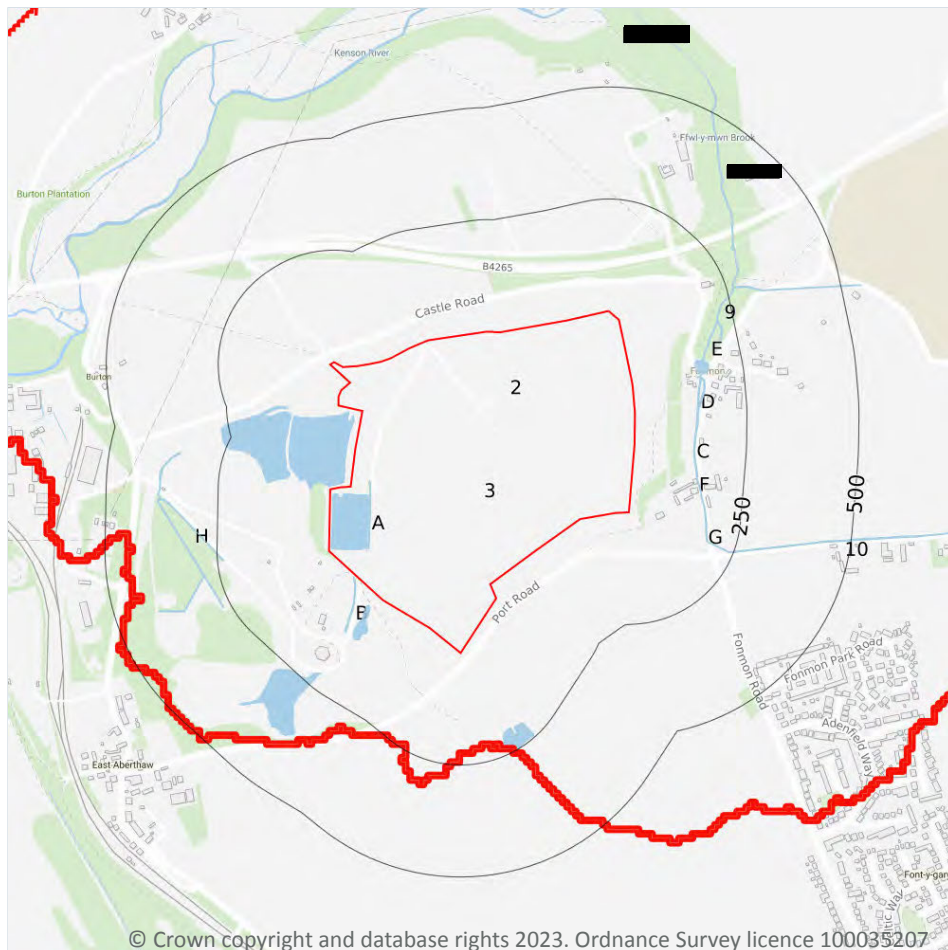 Kenson River
Ffwl-y-mwn Brook
Burton Plantation
B4265
Castle Road
9
E
Burton
2
D
C
3
F
500
250
A
H
G
10
B
Port Road
Fonmon Road
Fonmon Park Road
Adenfield Way
East Aberthaw
© Crown copyright and database rights 2023. Ordnance Survey licence 100035207